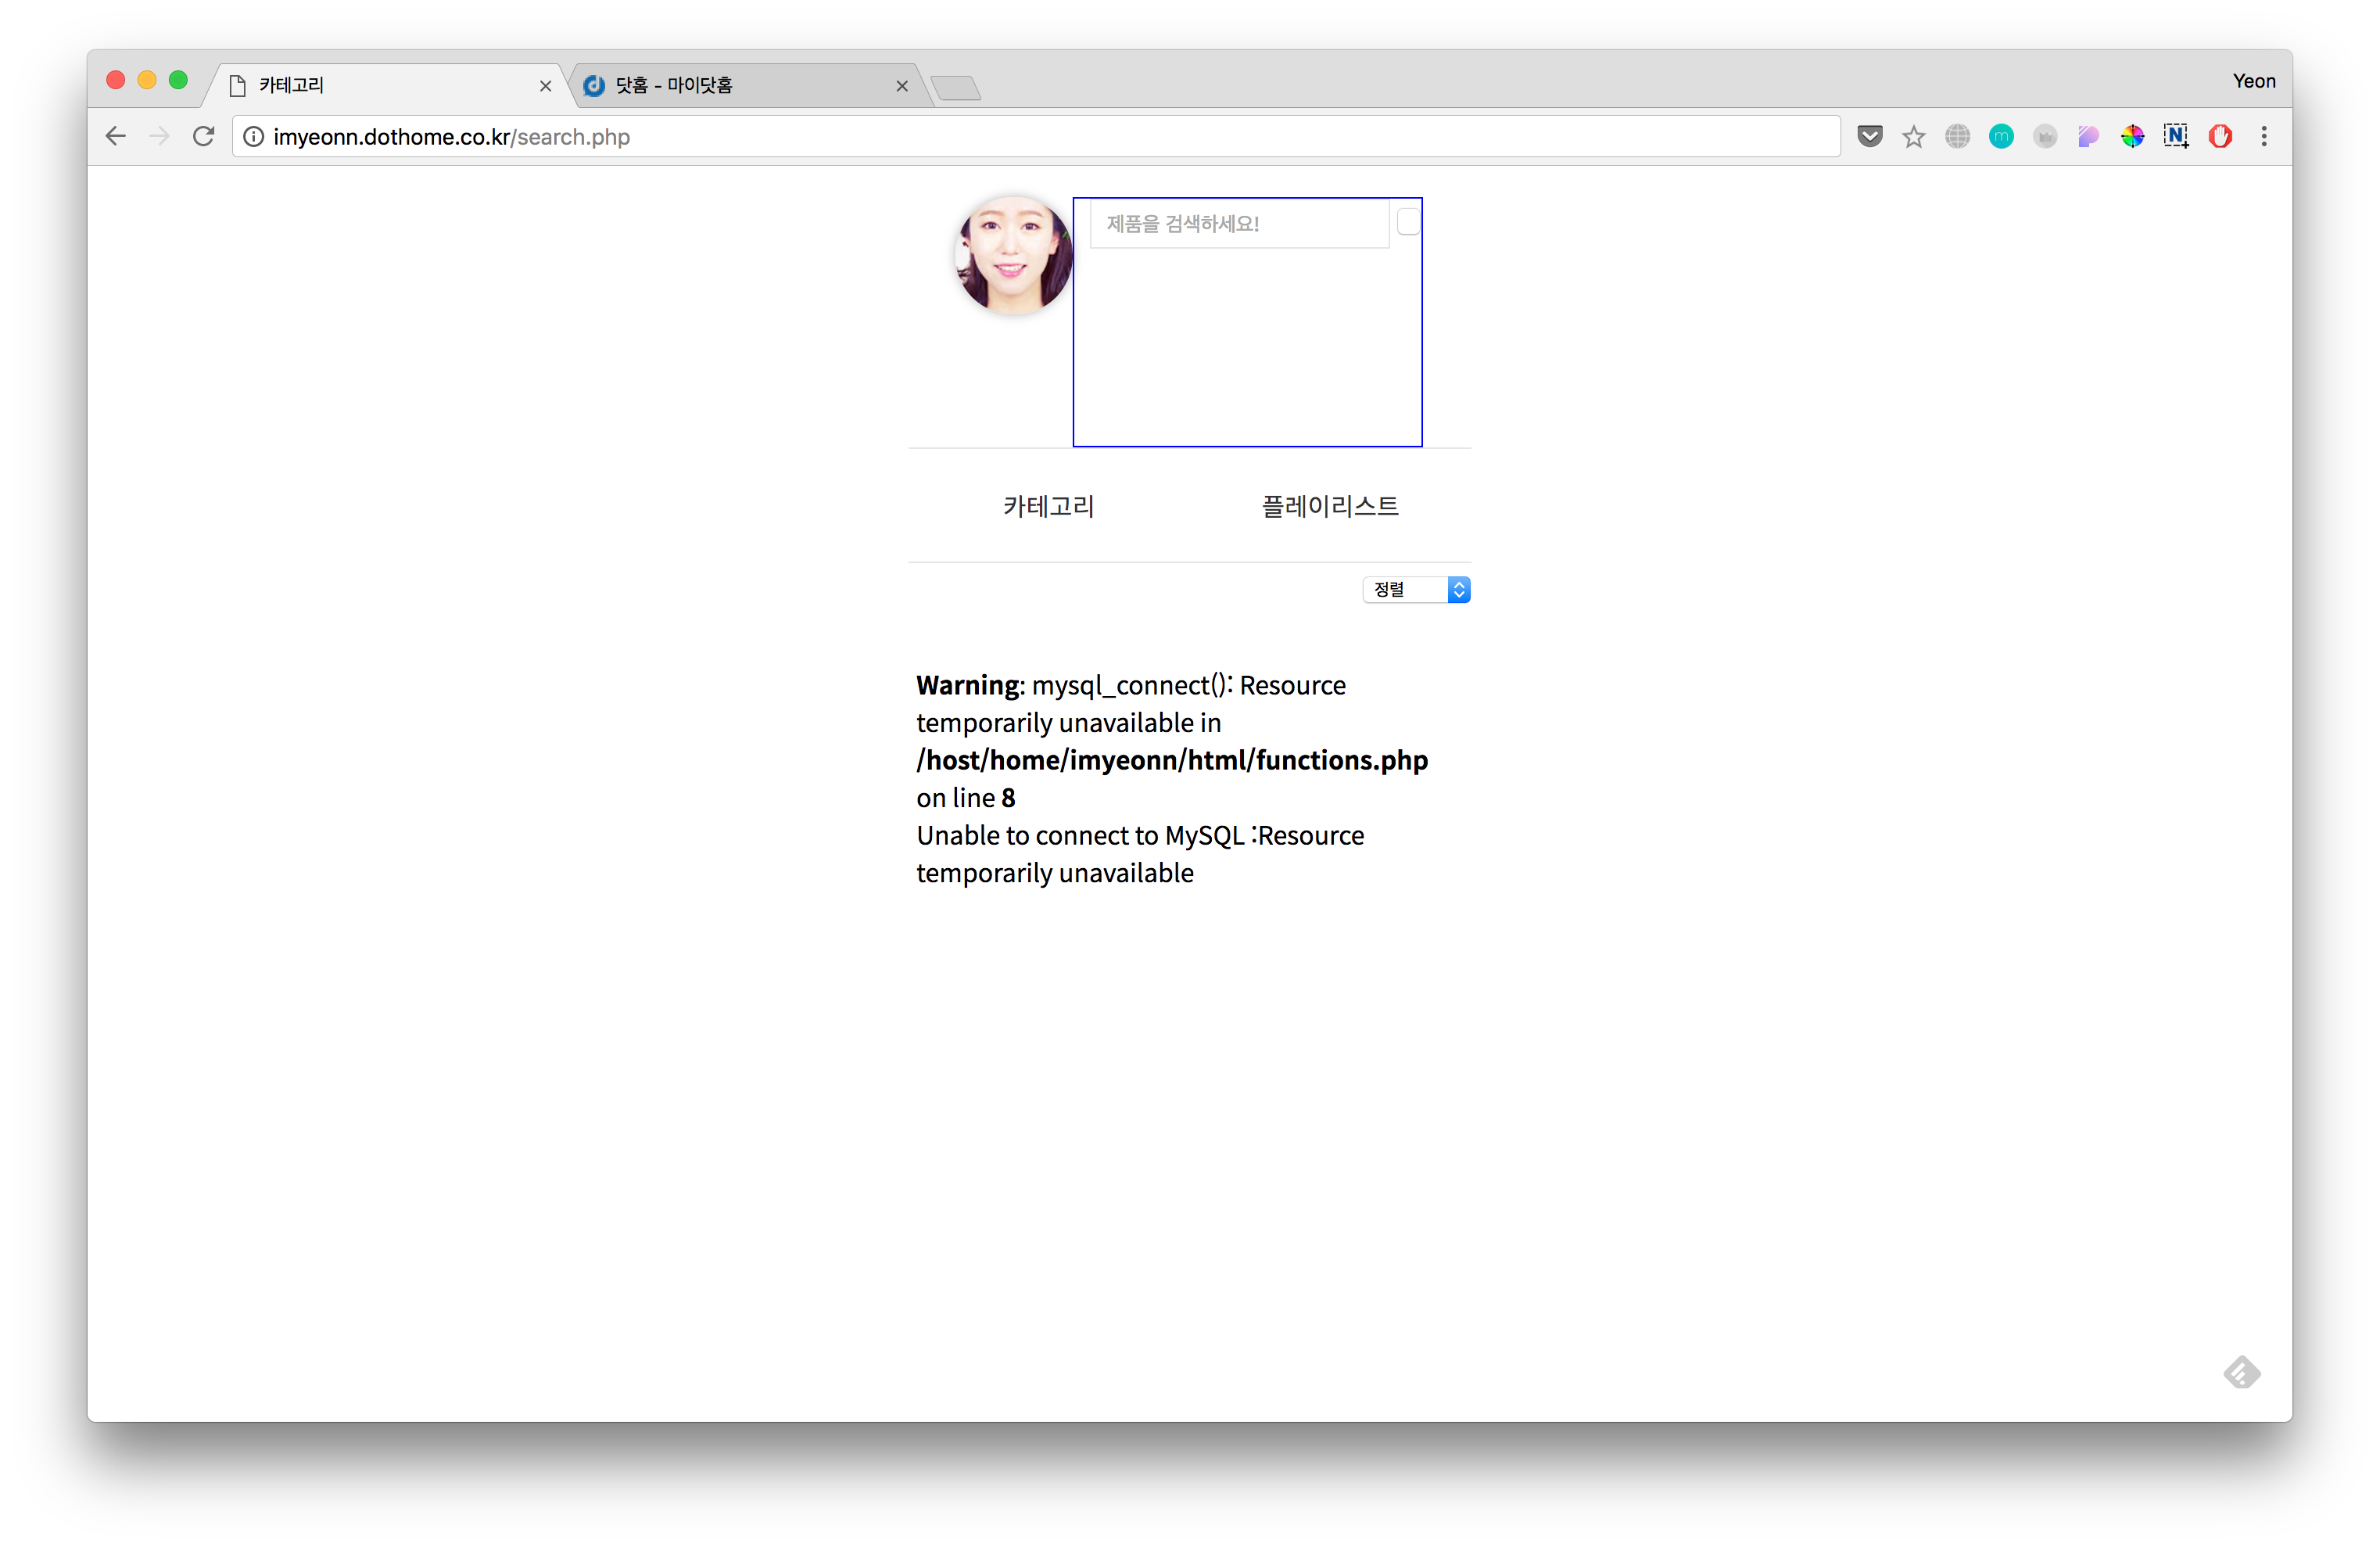 카테고리
닷홈 - 마이닷홈
Yeon
imyeonn.dothome.co.kr/search.php
제품을 검색하세요!
카테고리 플레이리스트
정렬
Warning: mysql_connect(): Resource
temporarily unavailable in
/host/home/imyeonn/html/functions.php
on line 8
Unable to connect to MySQL :Resource
temporarily unavailable